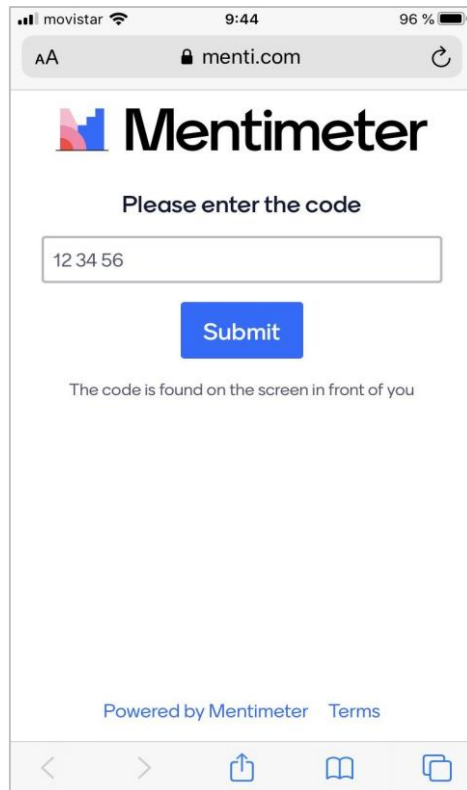 movistar 9:44 96 %
AA menti.com
Mentimeter
Please enter the code
12 34 56
Submit
The code is found on the screen in front of you
Powered by Mentimeter Terms